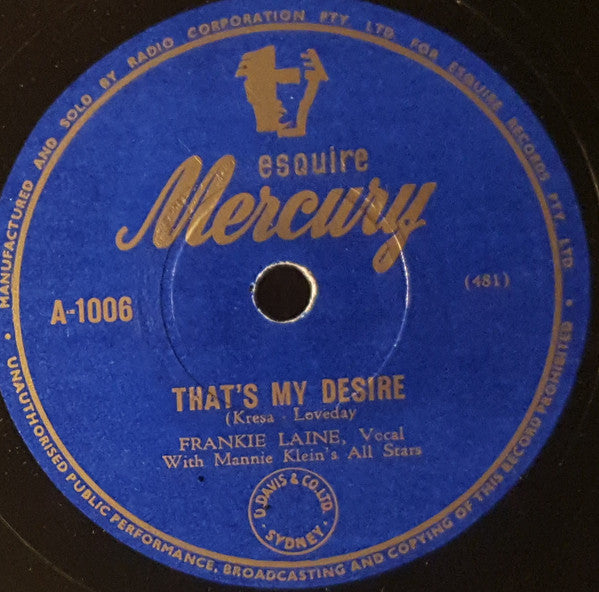 MANUFACTURED AND SOLD BY RADIO CORPORATION PTY. LTD. FOR ESQUIRE RECORDS PTY. LTD.
esquire
Mercury
A-1006
(481)
THAT'S MY DESIRE
(Kresa - Loveday
FRANKIE LAINE, Vocal
With Mannie Klein's All Stars
D. DAVIS & CO. LTD.
· SYDNEY ·
· UNAUTHORISED PUBLIC PERFORMANCE, BROADCASTING AND COPYING OF THIS RECORD PROHIBITED ·